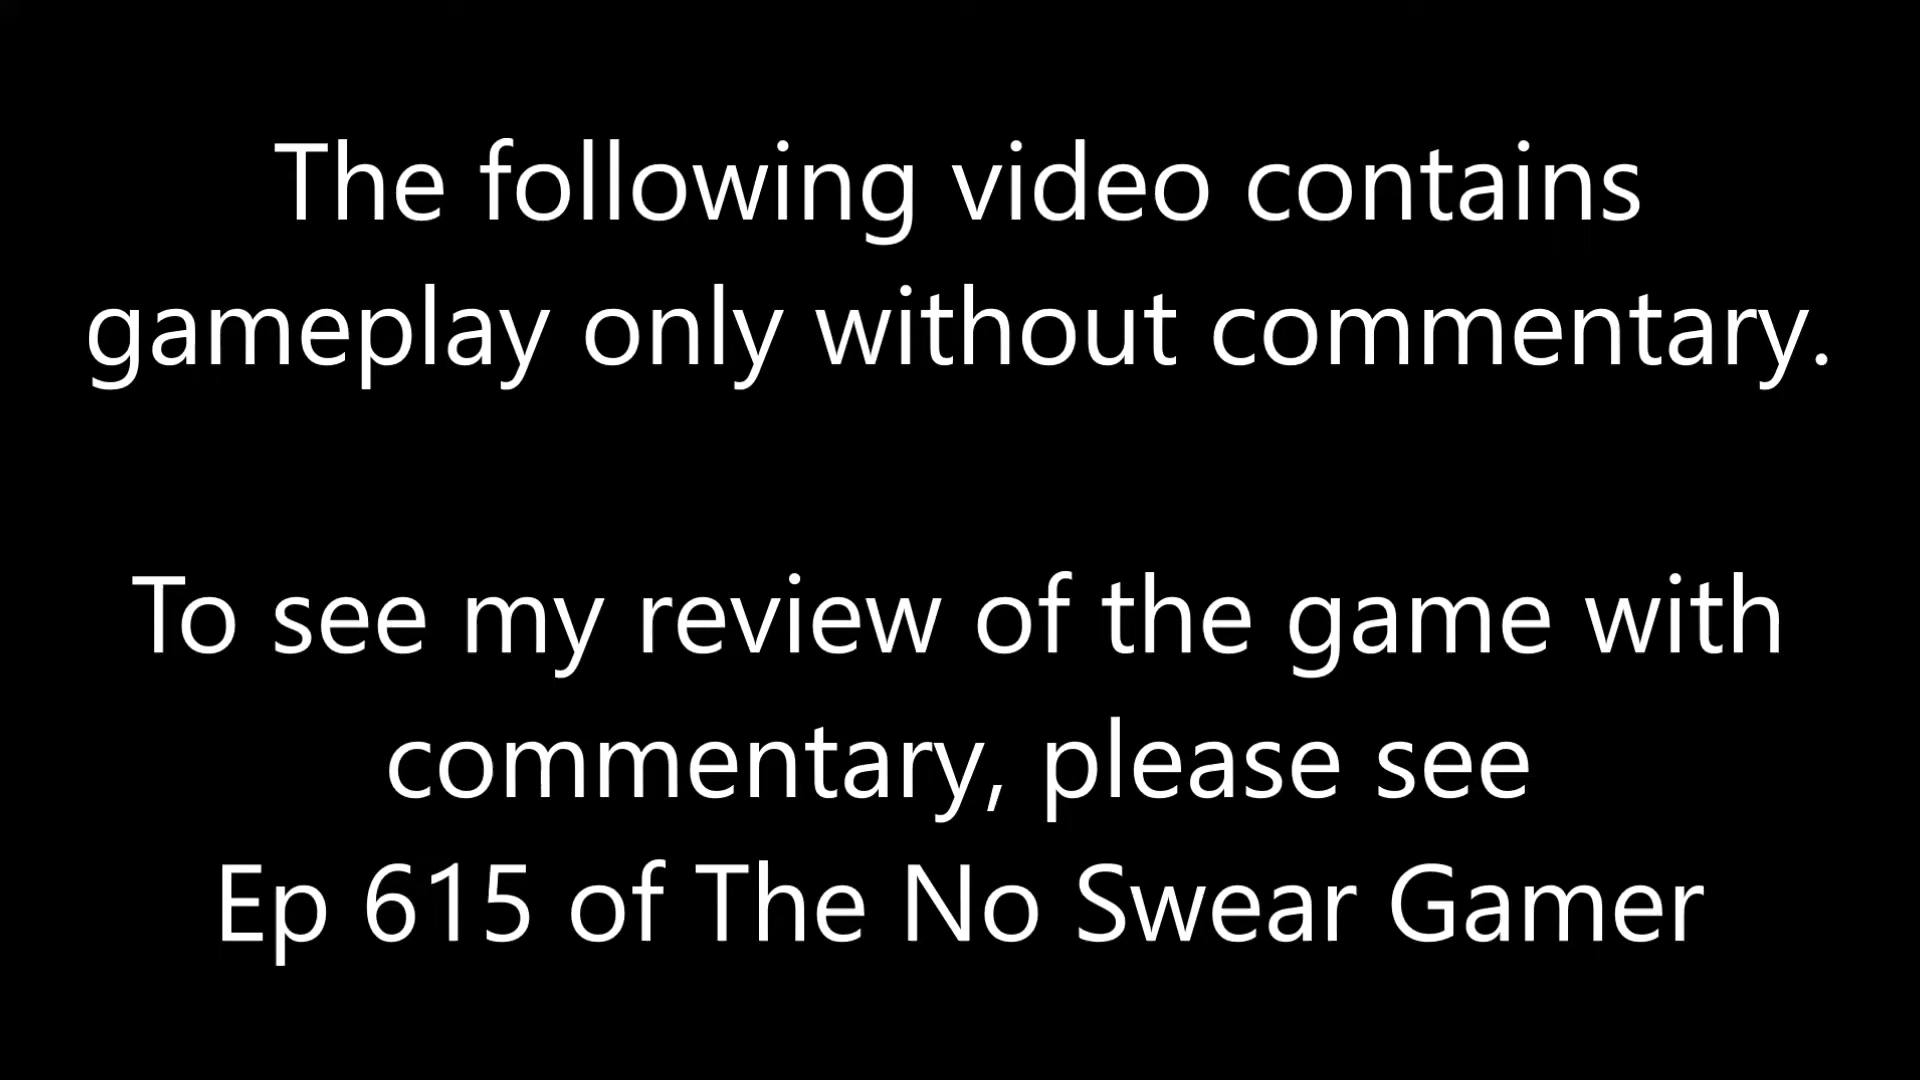 The following video contains
gameplay only without commentary.
To see my review of the game with
commentary, please see
Ep 615 of The No Swear Gamer